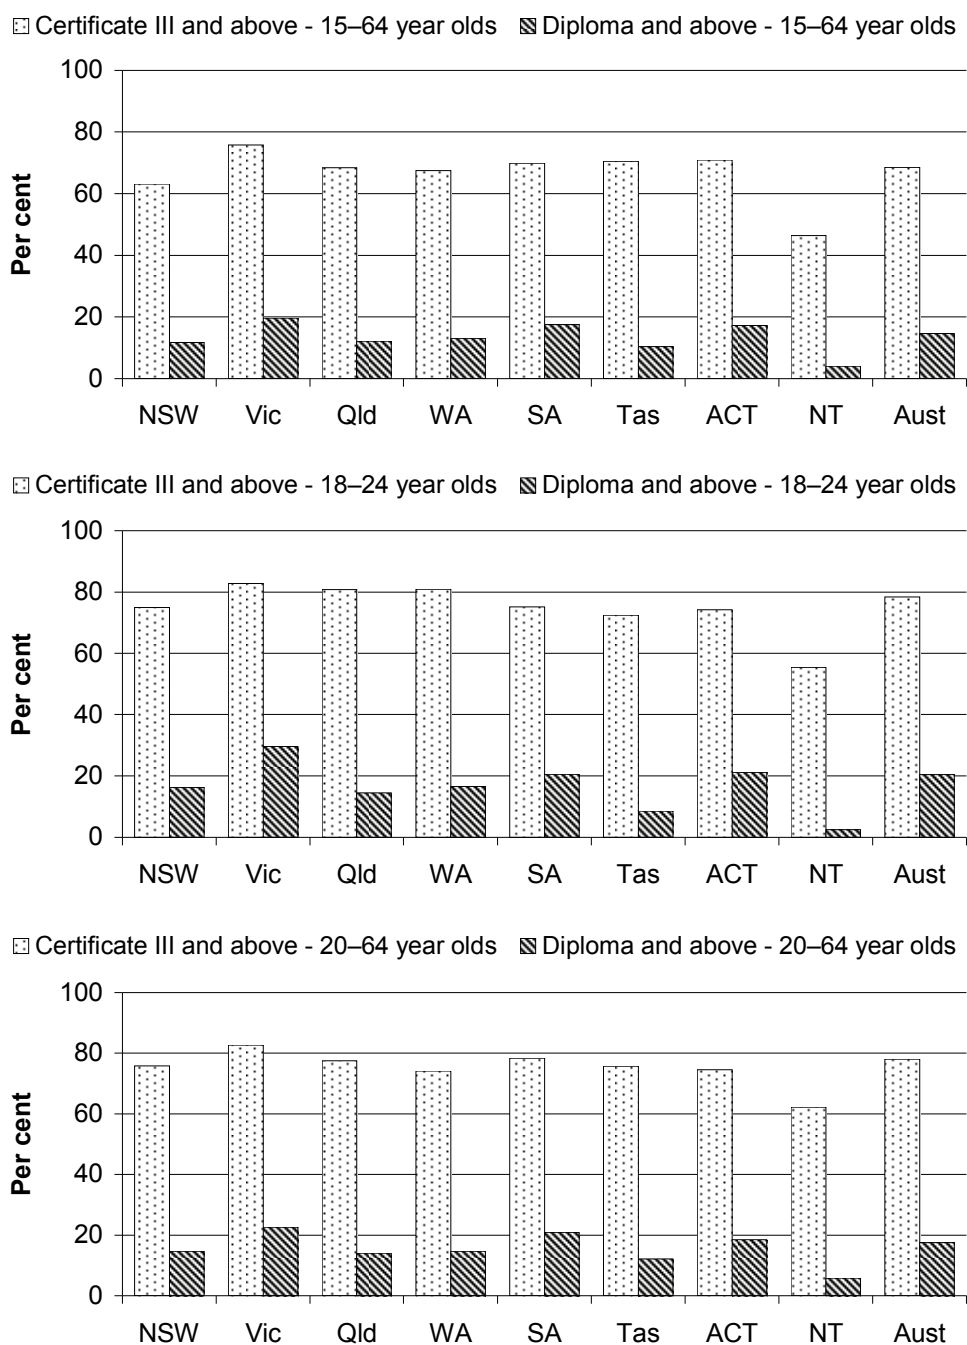 Certificate III and above - 15–64 year olds Diploma and above - 15–64 year olds
100
80
60
40
20
0
Per cent
NSW Vic Qld WA SA Tas ACT NT Aust
Certificate III and above - 18–24 year olds Diploma and above - 18–24 year olds
100
80
60
40
20
0
Per cent
NSW Vic Qld WA SA Tas ACT NT Aust
Certificate III and above - 20–64 year olds Diploma and above - 20–64 year olds
100
80
60
40
20
0
Per cent
NSW Vic Qld WA SA Tas ACT NT Aust